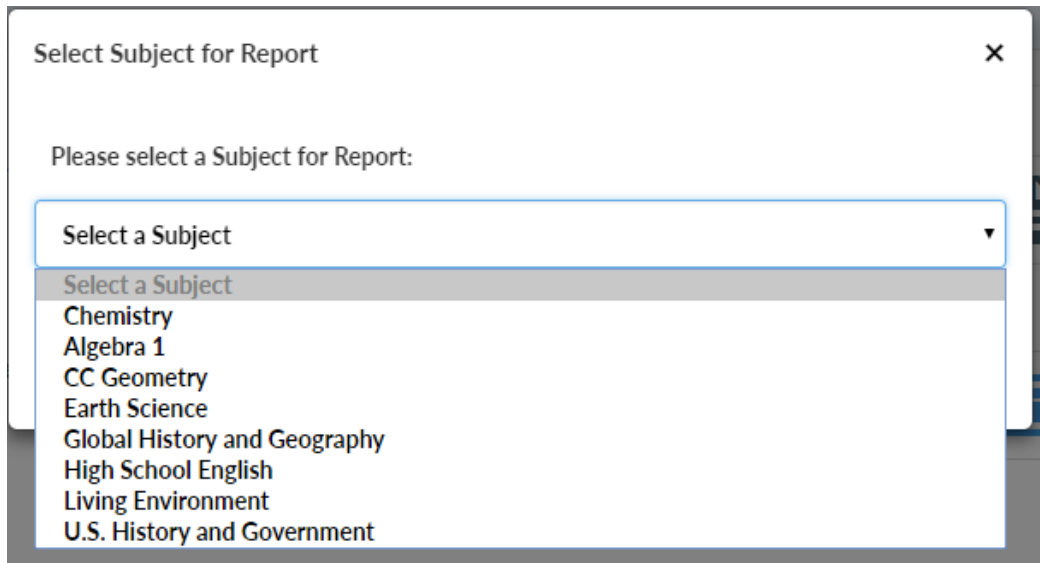 Select Subject for Report
×
Please select a Subject for Report:
Select a Subject
Select a Subject
Chemistry
Algebra 1
CC Geometry
Earth Science
Global History and Geography
High School English
Living Environment
U.S. History and Government